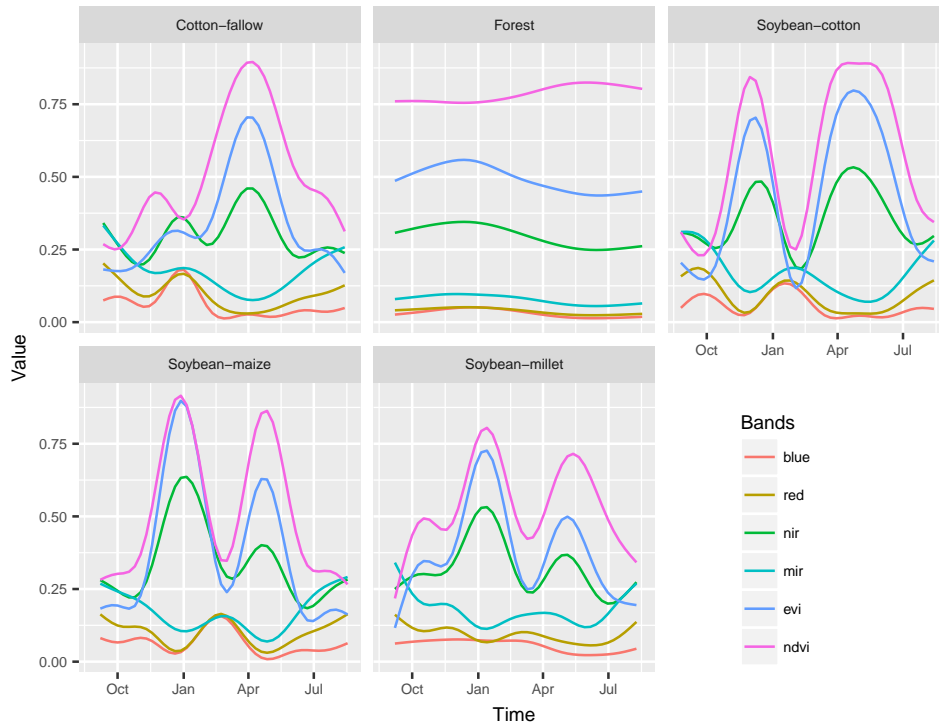 Cotton−fallow
Forest
Soybean−cotton
0.75
0.50
0.25
0.00
Oct
Jan
Apr
Jul
Value
Soybean−maize
Soybean−millet
0.75
0.50
0.25
0.00
Oct
Jan
Apr
Jul
Oct
Jan
Apr
Jul
Time
Bands
blue
red
nir
mir
evi
ndvi